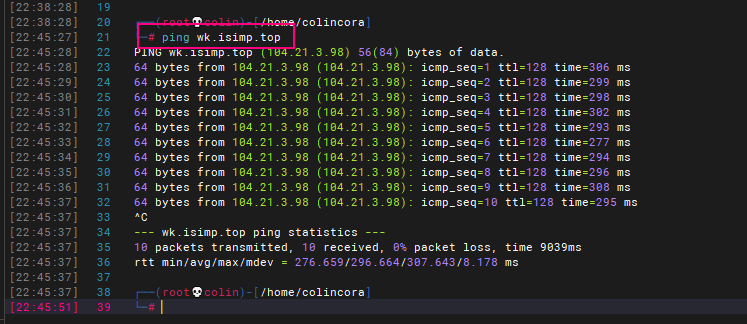 [22:38:28] 19
[22:38:28] 20 ┌──(root💀colin)-[/home/colincora]
[22:45:27] 21 └─# ping wk.isimp.top
[22:45:28] 22 PING wk.isimp.top (104.21.3.98) 56(84) bytes of data.
[22:45:28] 23 64 bytes from 104.21.3.98 (104.21.3.98): icmp_seq=1 ttl=128 time=306 ms
[22:45:29] 24 64 bytes from 104.21.3.98 (104.21.3.98): icmp_seq=2 ttl=128 time=299 ms
[22:45:30] 25 64 bytes from 104.21.3.98 (104.21.3.98): icmp_seq=3 ttl=128 time=298 ms
[22:45:31] 26 64 bytes from 104.21.3.98 (104.21.3.98): icmp_seq=4 ttl=128 time=302 ms
[22:45:32] 27 64 bytes from 104.21.3.98 (104.21.3.98): icmp_seq=5 ttl=128 time=293 ms
[22:45:33] 28 64 bytes from 104.21.3.98 (104.21.3.98): icmp_seq=6 ttl=128 time=277 ms
[22:45:34] 29 64 bytes from 104.21.3.98 (104.21.3.98): icmp_seq=7 ttl=128 time=294 ms
[22:45:35] 30 64 bytes from 104.21.3.98 (104.21.3.98): icmp_seq=8 ttl=128 time=296 ms
[22:45:36] 31 64 bytes from 104.21.3.98 (104.21.3.98): icmp_seq=9 ttl=128 time=308 ms
[22:45:37] 32 64 bytes from 104.21.3.98 (104.21.3.98): icmp_seq=10 ttl=128 time=295 ms
[22:45:37] 33 ^C
[22:45:37] 34 --- wk.isimp.top ping statistics ---
[22:45:37] 35 10 packets transmitted, 10 received, 0% packet loss, time 9039ms
[22:45:37] 36 rtt min/avg/max/mdev = 276.659/296.664/307.643/8.178 ms
[22:45:37] 37
[22:45:37] 38 ┌──(root💀colin)-[/home/colincora]
[22:45:51] 39 └─#